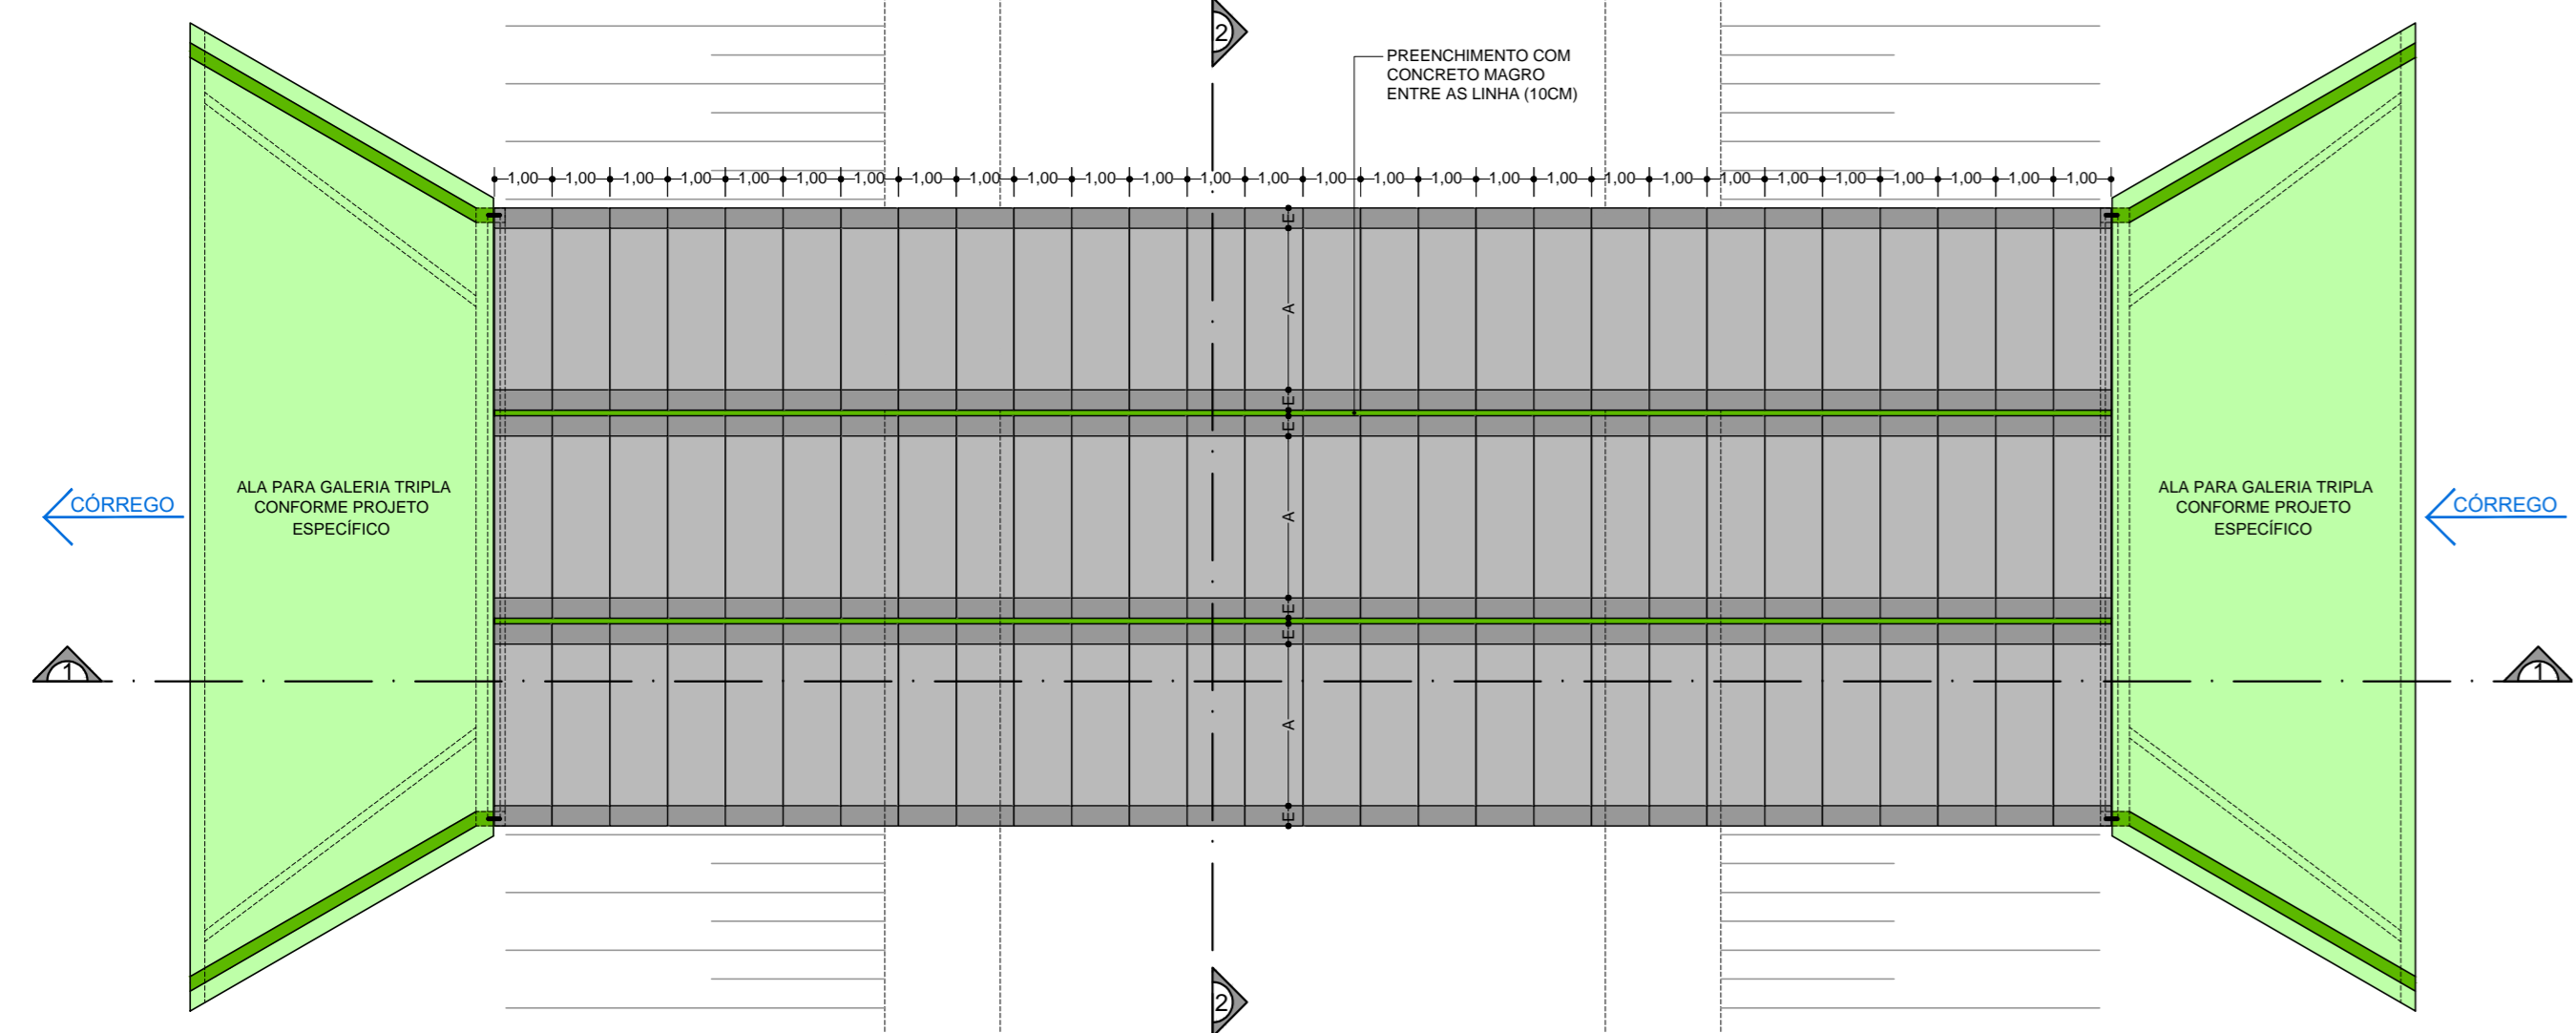 2
PREENCHIMENTO COM
CONCRETO MAGRO
ENTRE AS LINHA (10CM)
1,00 1,00 1,00 1,00 1,00 1,00 1,00 1,00 1,00 1,00 1,00 1,00 1,00 1,00 1,00 1,00 1,00 1,00 1,00 1,00 1,00 1,00 1,00 1,00 1,00 1,00 1,00 1,00
E
A
E
E
A
E
E
A
E
CÓRREGO
ALA PARA GALERIA TRIPLA
CONFORME PROJETO
ESPECÍFICO
ALA PARA GALERIA TRIPLA
CONFORME PROJETO
ESPECÍFICO
CÓRREGO
1
1
2